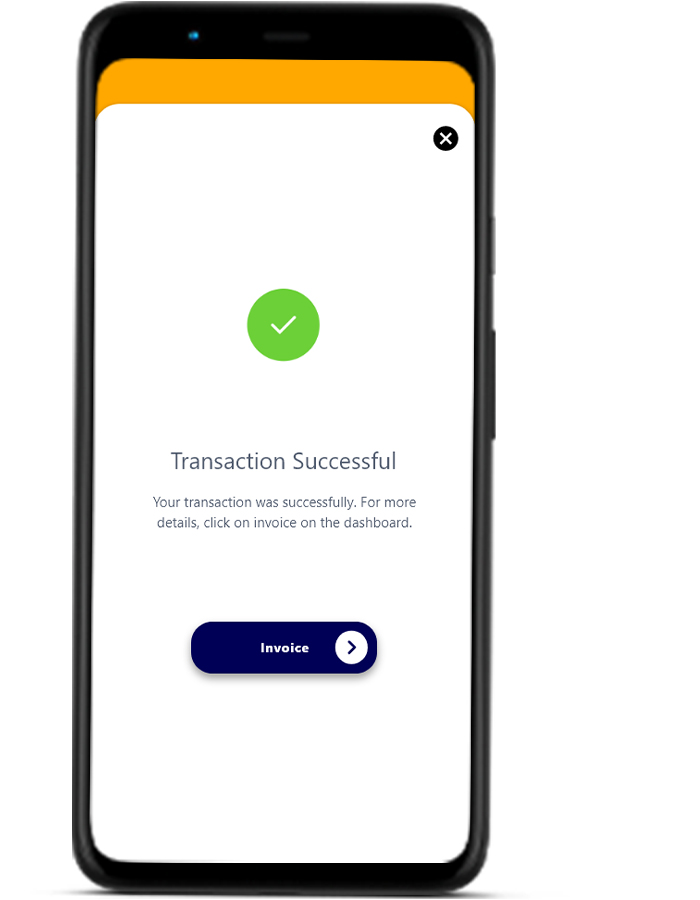 Transaction Successful
Your transaction was successfully. For more
details, click on invoice on the dashboard.
Invoice